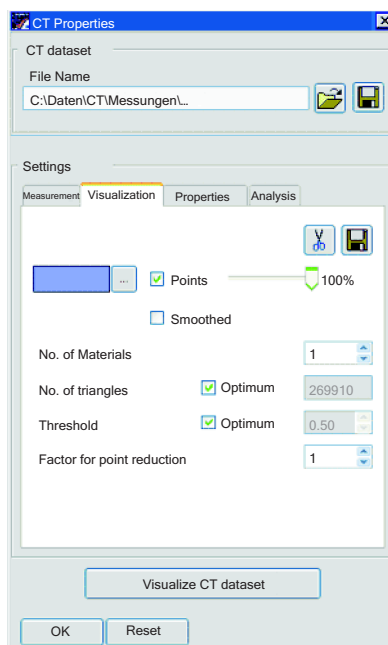 CT Properties
CT dataset
File Name
C:\Daten\CT\Messungen\...
Settings
Measurement Visualization Properties Analysis
... Points 100%
Smoothed
No. of Materials 1
No. of triangles Optimum 269910
Threshold Optimum 0.50
Factor for point reduction 1
Visualize CT dataset
OK Reset